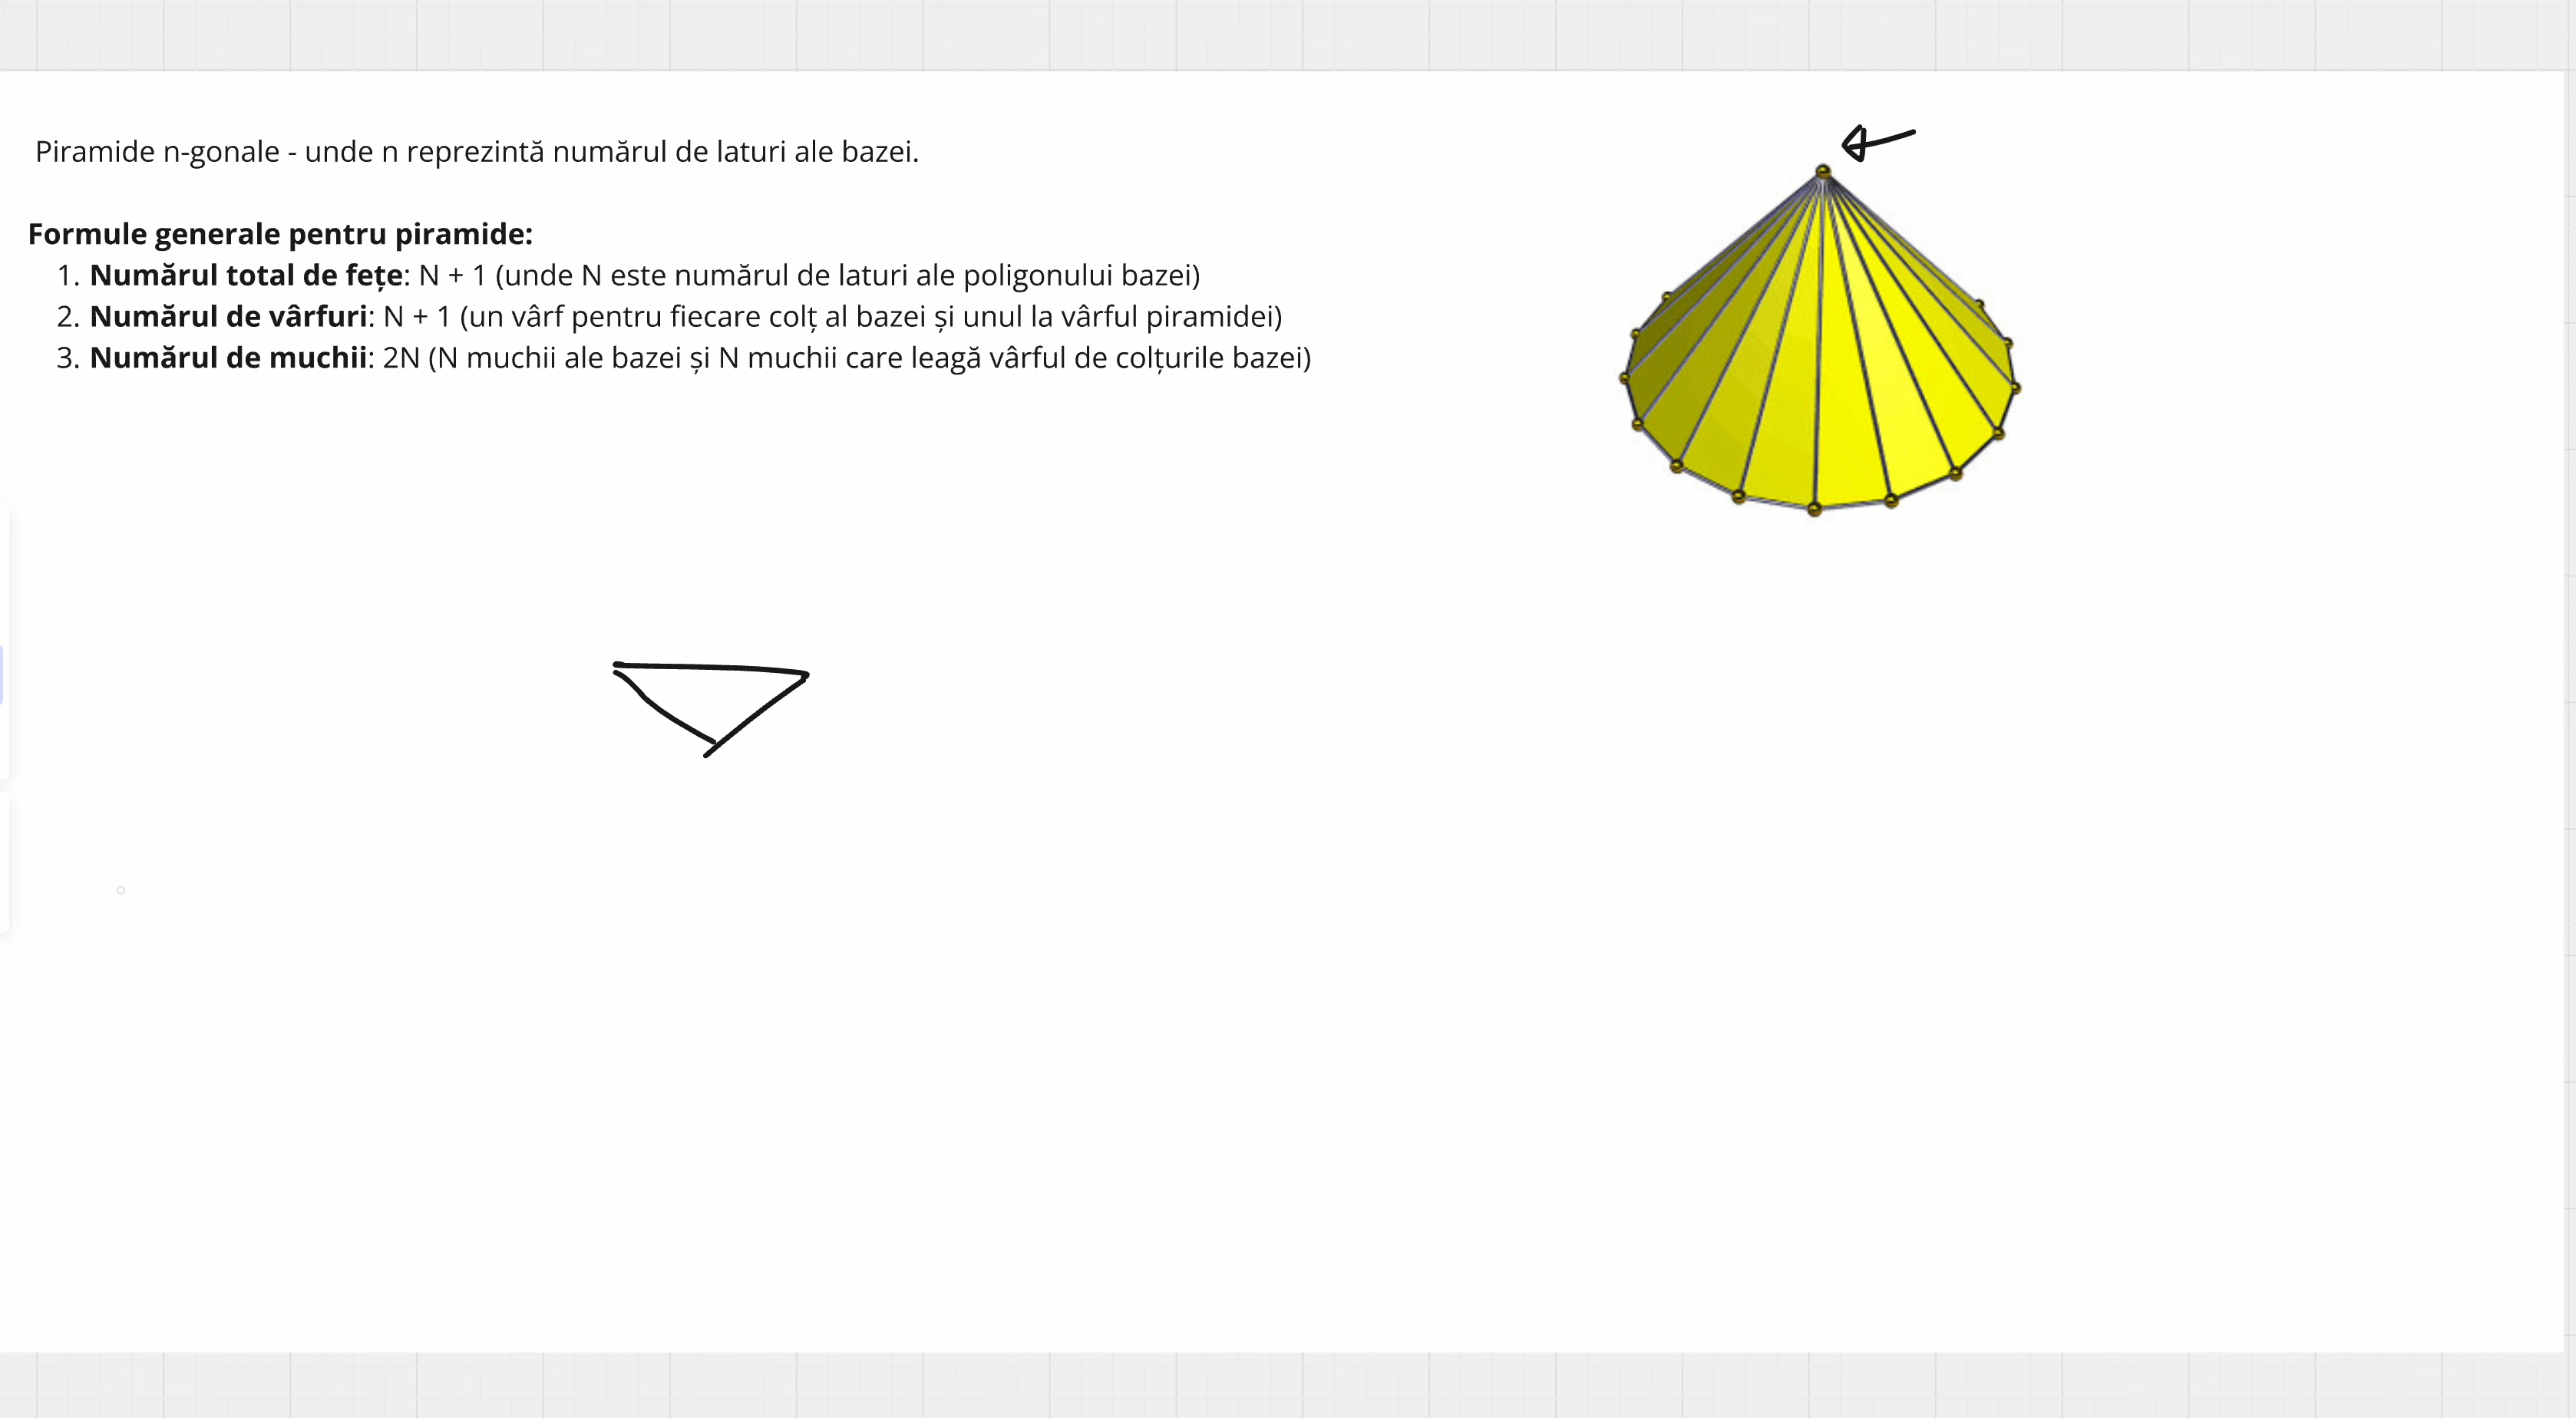 Piramide n-gonale - unde n reprezintă numărul de laturi ale bazei.
Formule generale pentru piramide:
1. Numărul total de fețe: N + 1 (unde N este numărul de laturi ale poligonului bazei)
2. Numărul de vârfuri: N + 1 (un vârf pentru fiecare colț al bazei și unul la vârful piramidei)
3. Numărul de muchii: 2N (N muchii ale bazei și N muchii care leagă vârful de colțurile bazei)